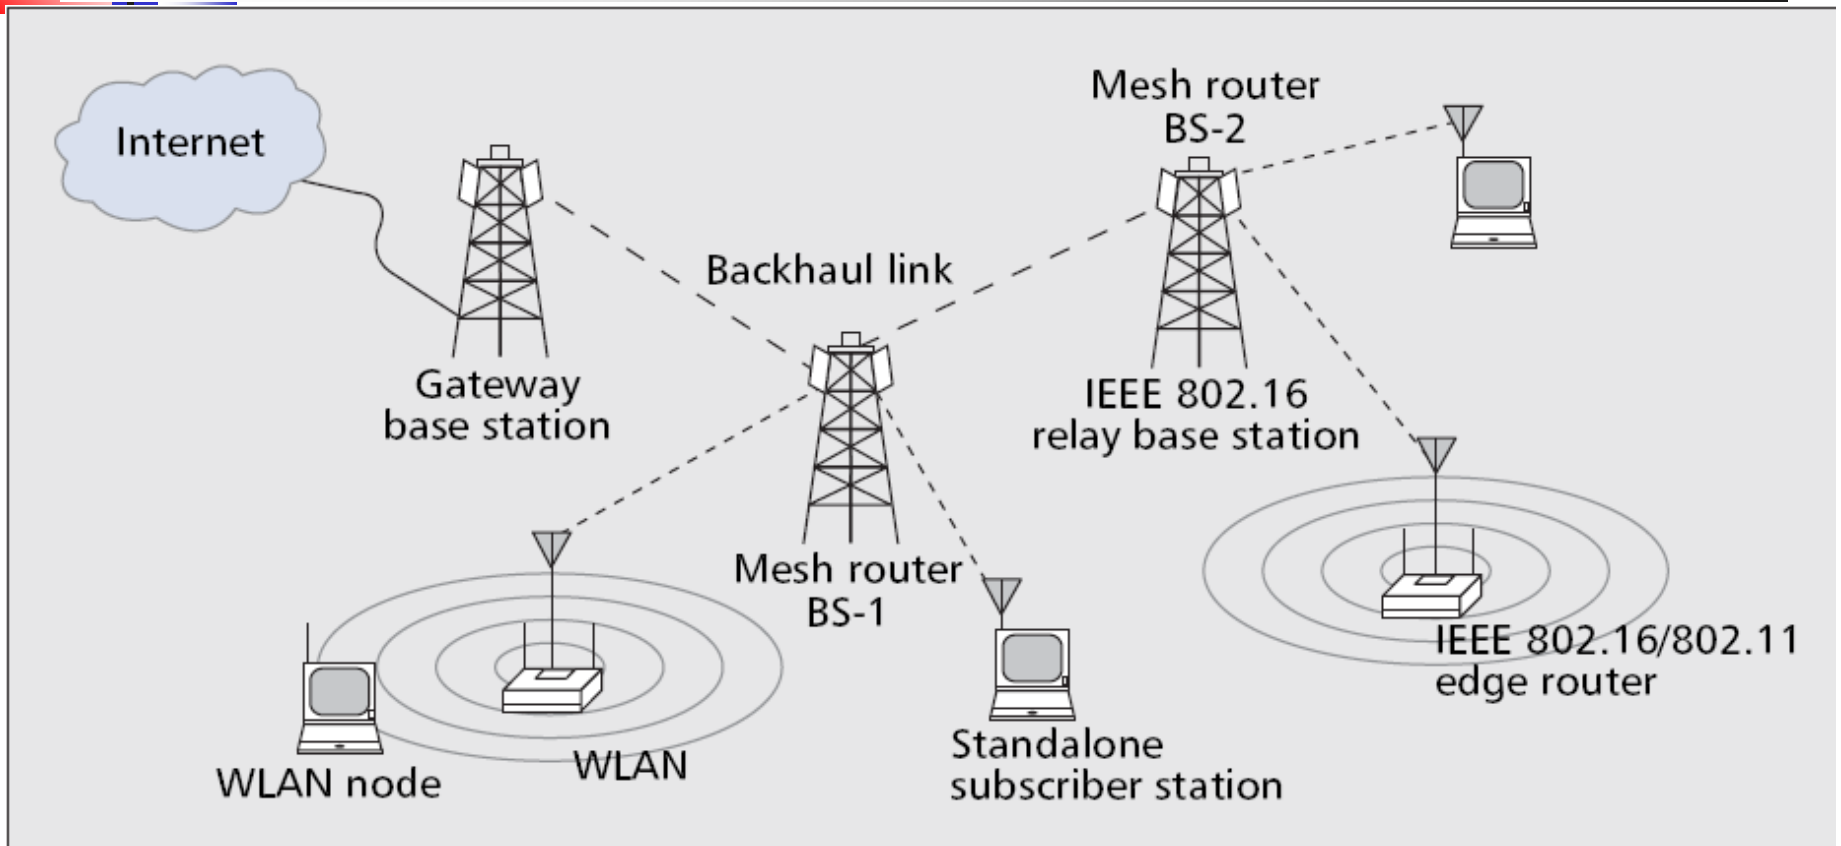 Internet
Mesh router
BS-2
Backhaul link
Gateway
base station
IEEE 802.16
relay base station
Mesh router
BS-1
IEEE 802.16/802.11
edge router
WLAN node
WLAN
Standalone
subscriber station